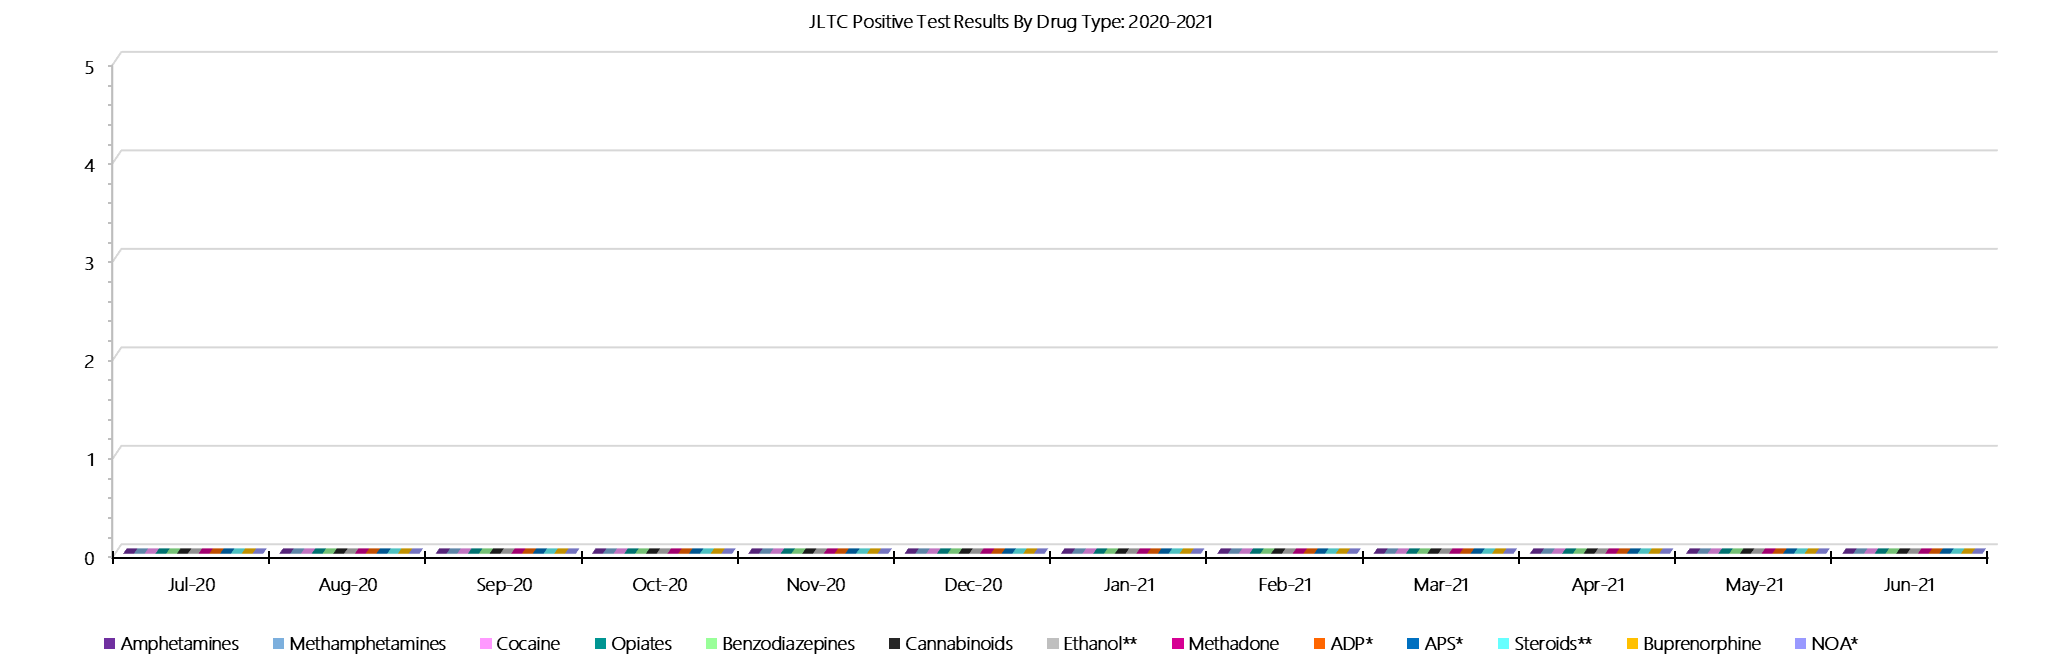 JLTC Positive Test Results By Drug Type: 2020-2021
5
4
3
2
1
0
Jul-20 Aug-20 Sep-20 Oct-20 Nov-20 Dec-20 Jan-21 Feb-21 Mar-21 Apr-21 May-21 Jun-21
Amphetamines Methamphetamines Cocaine Opiates Benzodiazepines Cannabinoids Ethanol** Methadone ADP* APS* Steroids** Buprenorphine NOA*